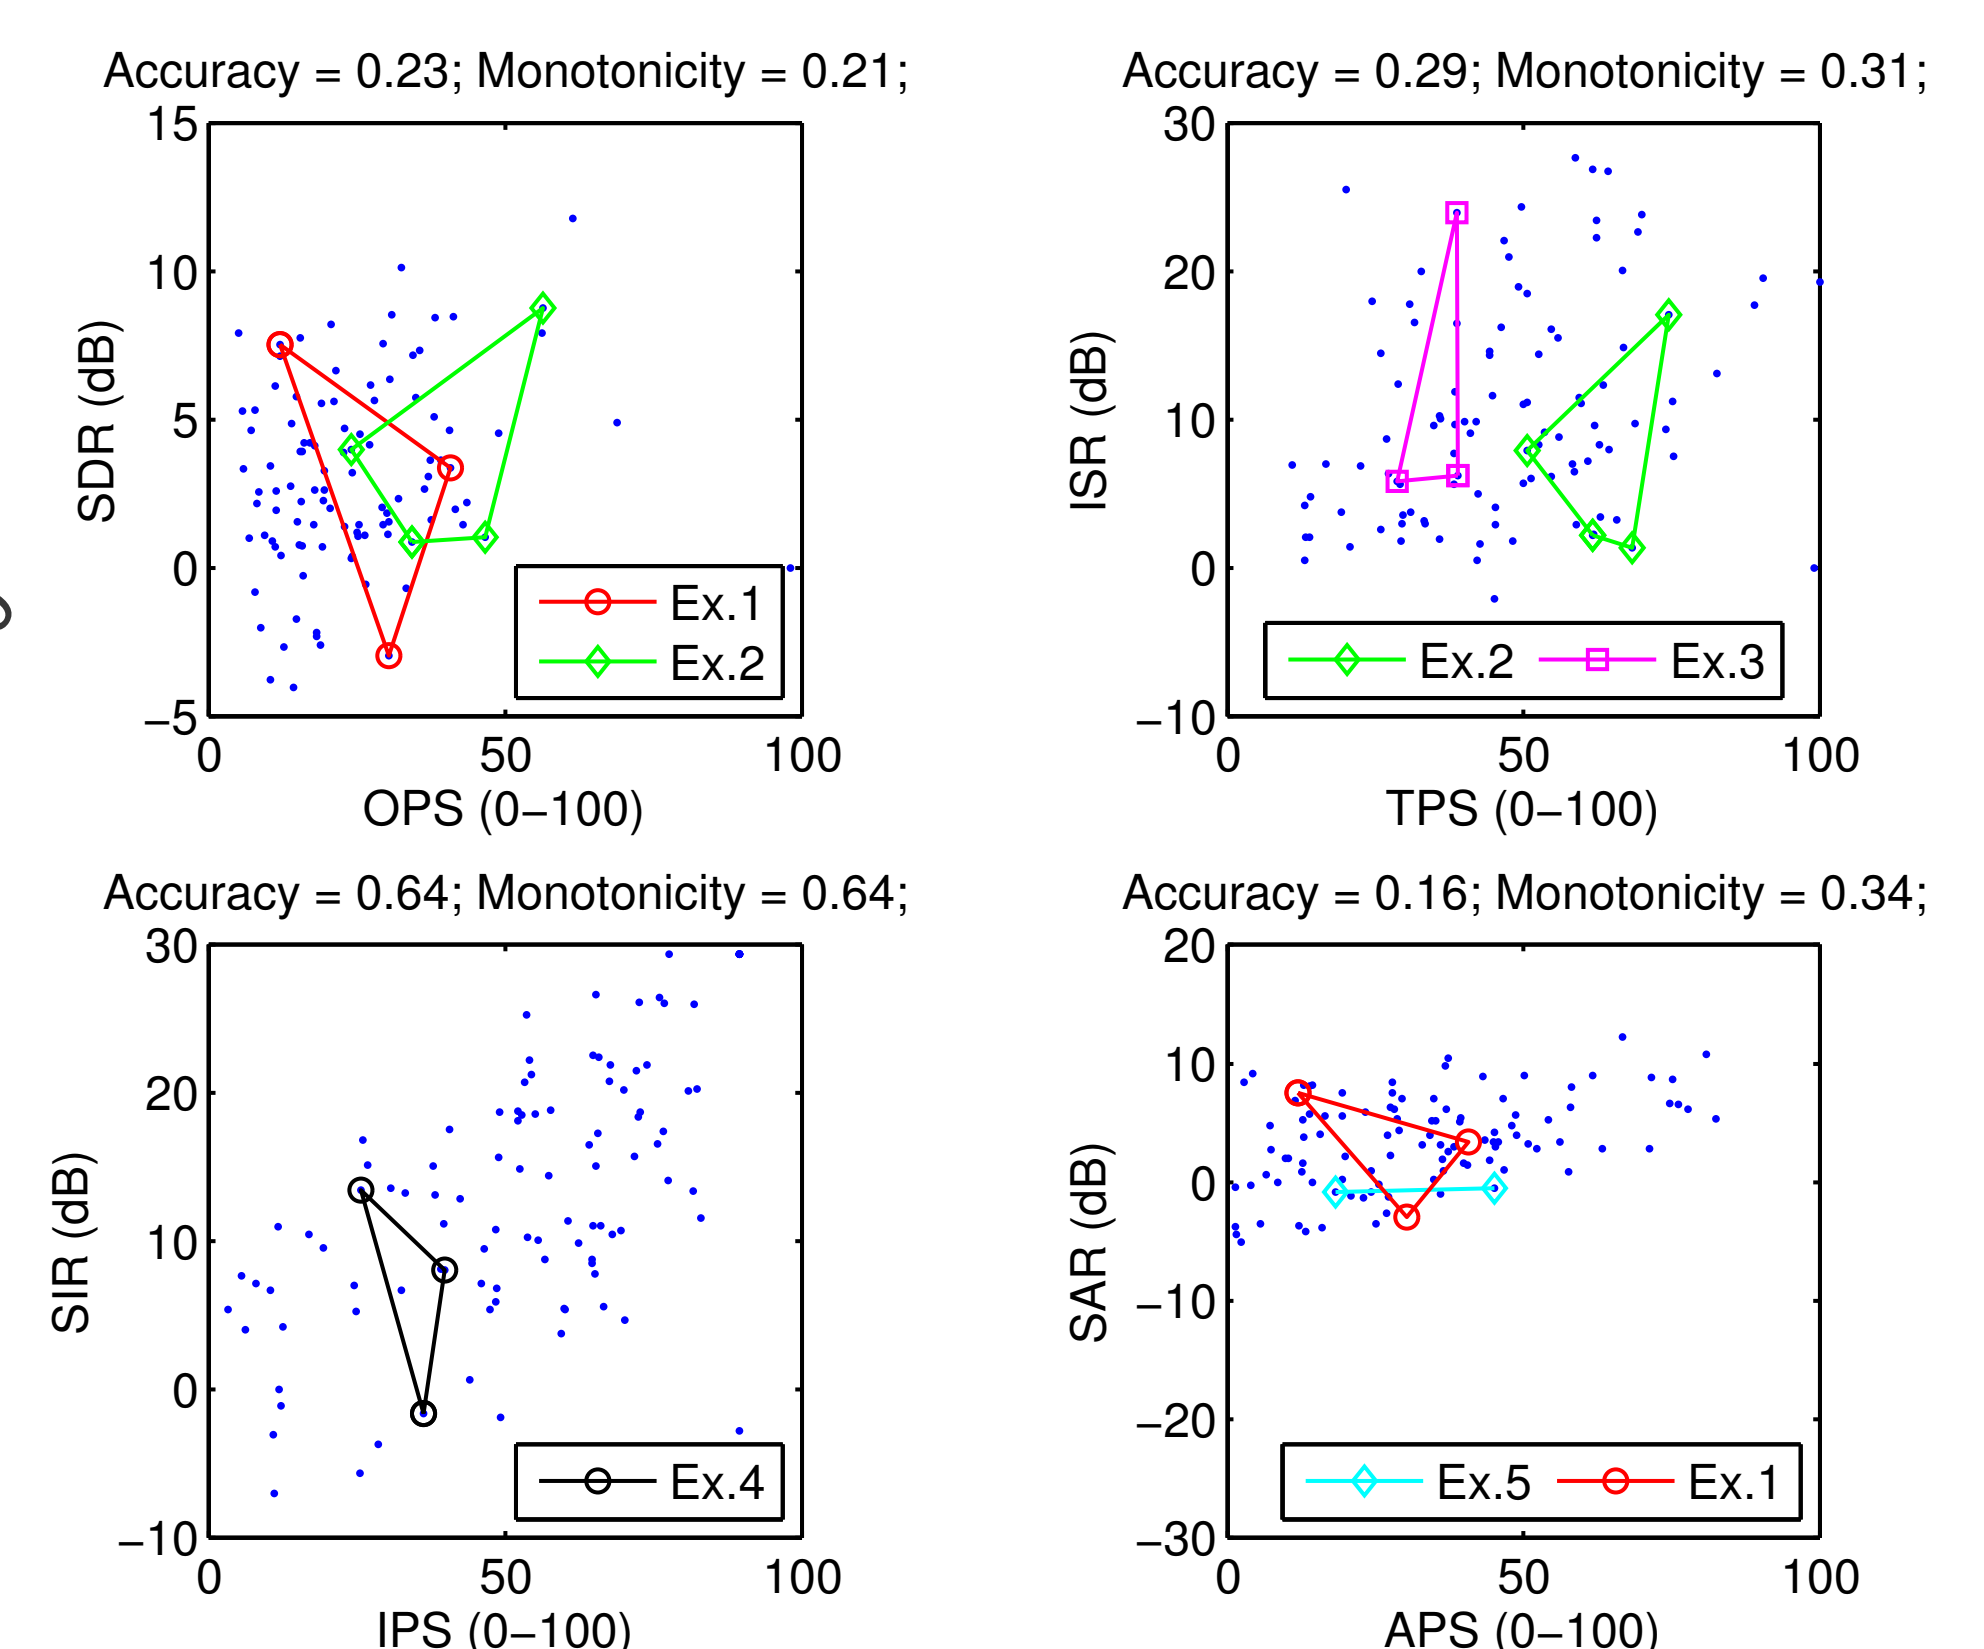 Accuracy = 0.23; Monotonicity = 0.21;
15
10
5
0
−5
SDR (dB)
Ex.1
Ex.2
0 50 100
OPS (0−100)
Accuracy = 0.29; Monotonicity = 0.31;
30
20
10
0
−10
ISR (dB)
Ex.2 Ex.3
0 50 100
TPS (0−100)
Accuracy = 0.64; Monotonicity = 0.64;
30
20
10
0
−10
SIR (dB)
Ex.4
0 50 100
IPS (0−100)
Accuracy = 0.16; Monotonicity = 0.34;
20
10
0
−10
−20
−30
SAR (dB)
Ex.5 Ex.1
0 50 100
APS (0−100)